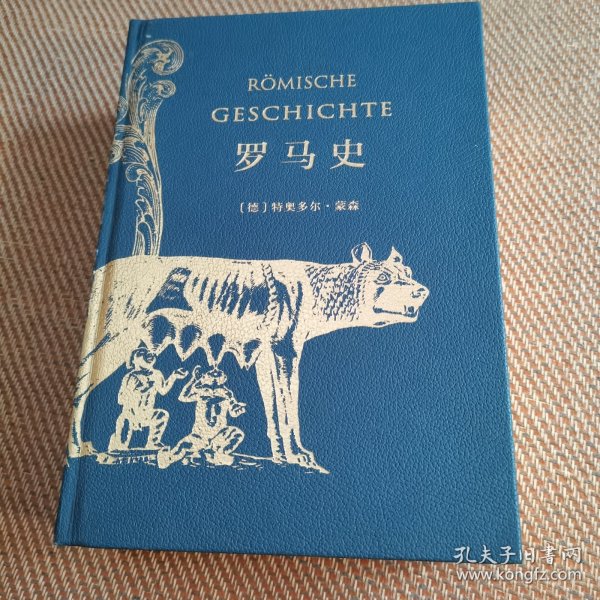 RÖMISCHE
GESCHICHTE
罗马史
[德]特奥多尔·蒙森
孔夫子旧书网
www.kongfz.com